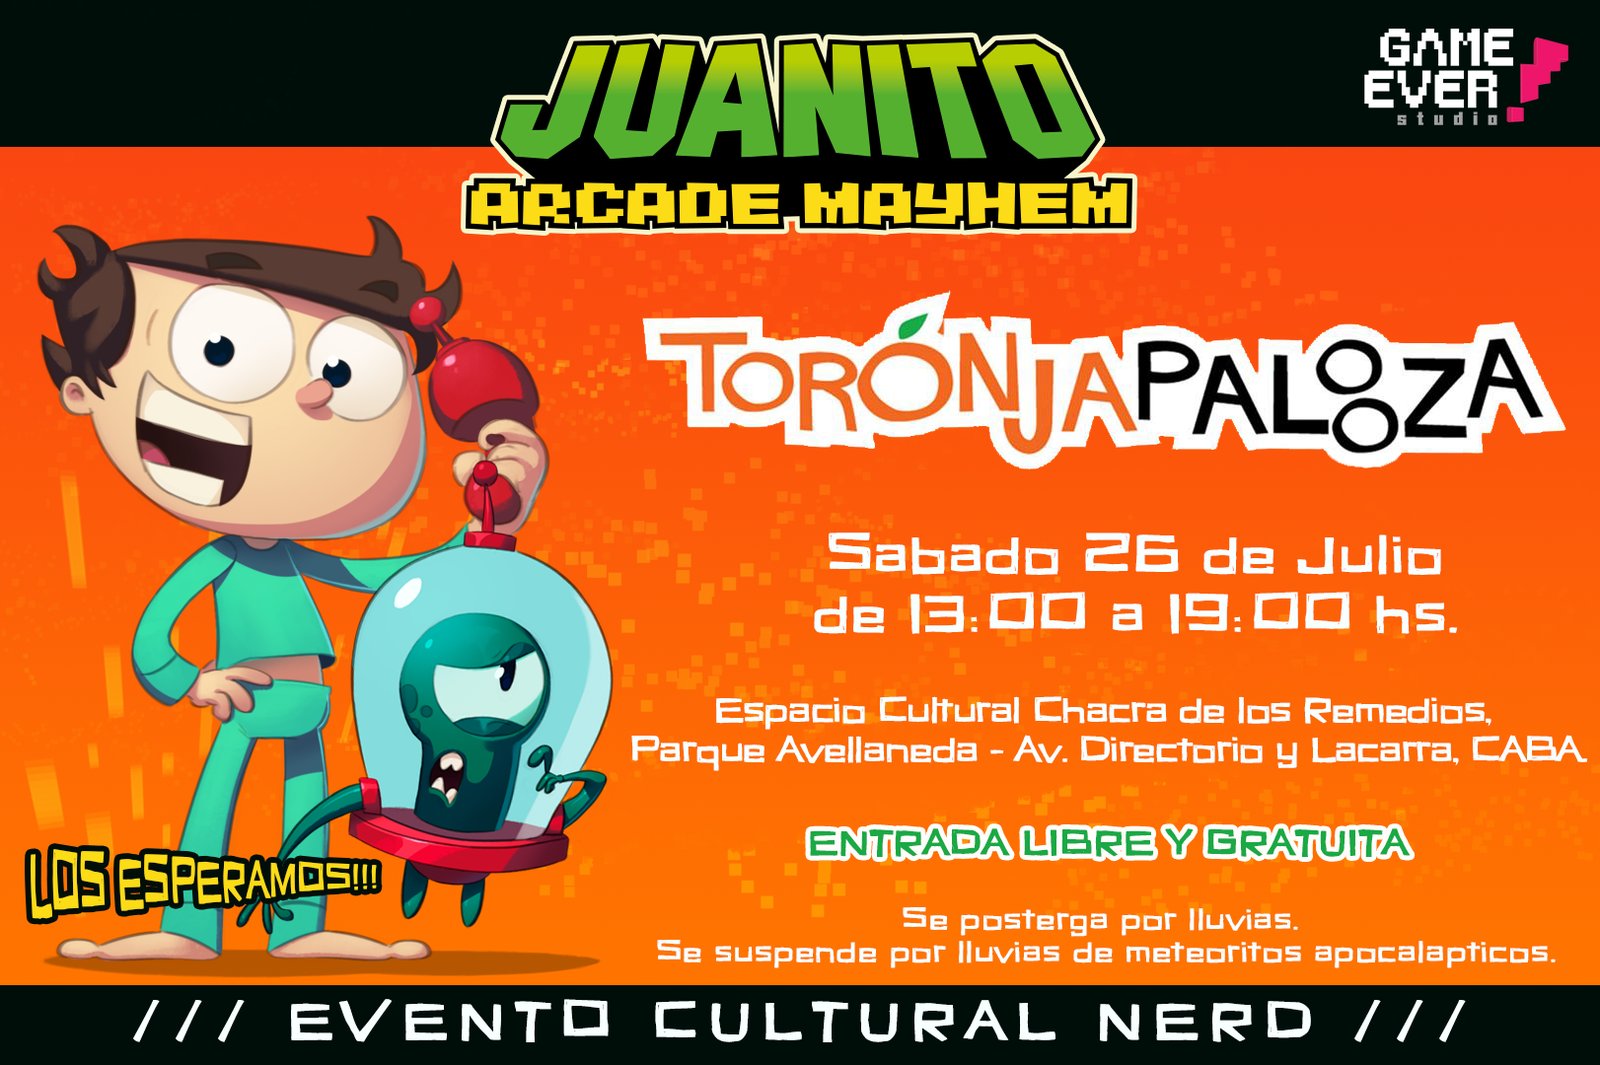 JUANITO
ARCADE MAYHEM
GAME
EVER
studio
TORÓNJAPALOOZA
Sabado 26 de Julio
de 13:00 a 19:00 hs.
Espacio Cultural Chacra de los Remedios,
Parque Avellaneda - Av. Directorio y Lacarra, CABA
ENTRADA LIBRE Y GRATUITA
LOS ESPERAMOS!!!
Se posterga por lluvias.
Se suspende por lluvias de meteoritos apocalapticos.
/// EVENTO CULTURAL NERD ///